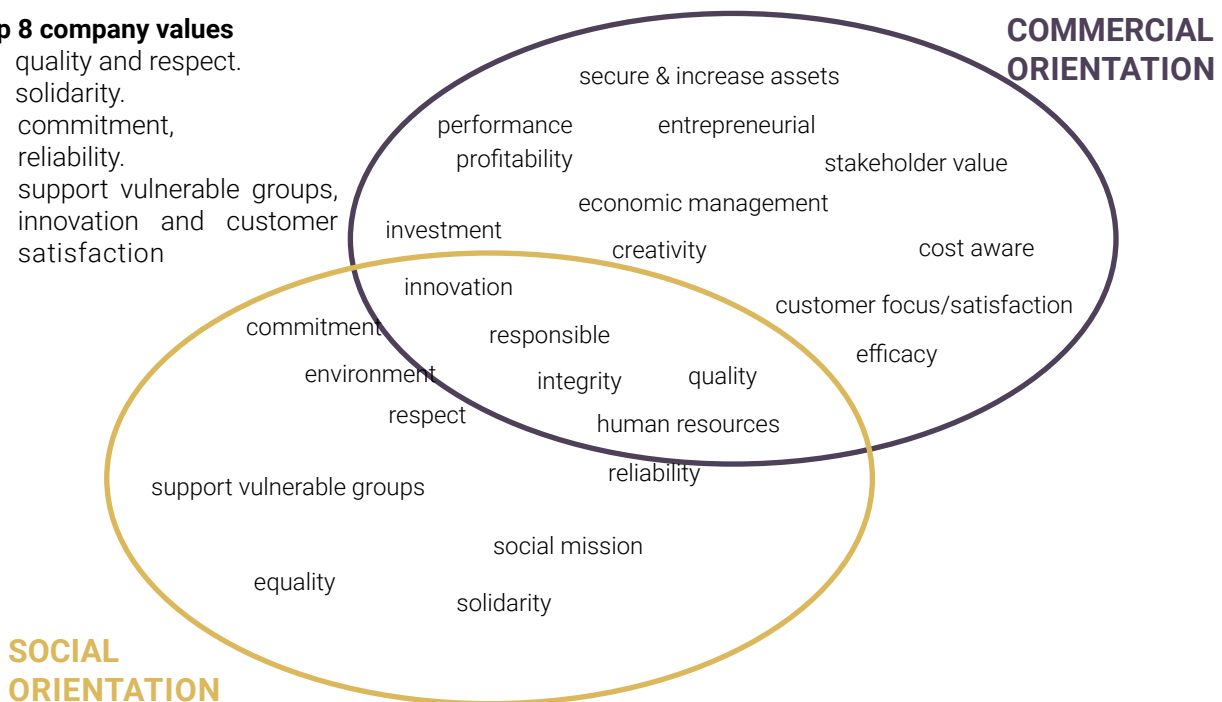 p 8 company values
quality and respect.
solidarity.
commitment,
reliability.
support vulnerable groups,
innovation and customer
satisfaction
COMMERCIAL
ORIENTATION
secure & increase assets
performance
entrepreneurial
profitability
stakeholder value
economic management
investment
creativity
cost aware
innovation
customer focus/satisfaction
commitment
responsible
efficacy
environment
integrity
quality
respect
human resources
reliability
support vulnerable groups
social mission
equality
solidarity
SOCIAL
ORIENTATION